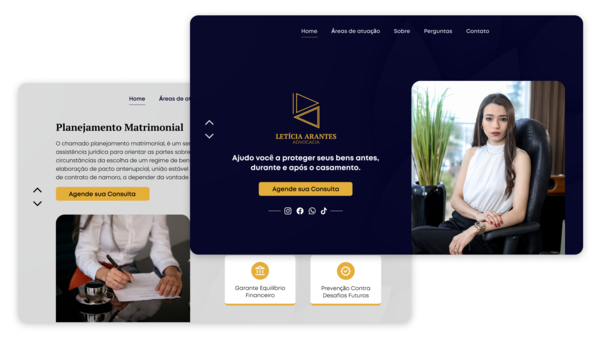 Home Áreas de atuação Sobre Perguntas Contato
LETÍCIA ARANTES
ADVOCACIA
Ajudo você a proteger seus bens antes,
durante e após o casamento.
Agende sua Consulta
Home Áreas de at
Planejamento Matrimonial
O chamado planejamento matrimonial, é um se
assistência jurídica para orientar as partes sobre
circunstâncias da escolha de um regime de ben
elaboração de pacto antenupcial, união estável
de contrato de namoro, a depender da vontade
Agende sua Consulta
Garante Equilíbrio
Financeiro
Prevenção Contra
Desafios Futuros